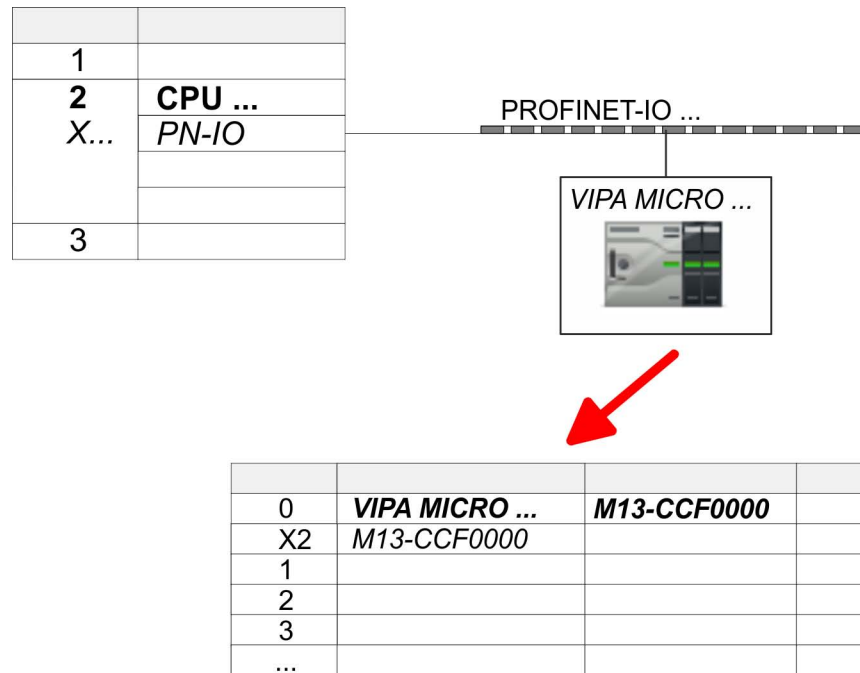 1
2 CPU ...
X... PN-IO
3
PROFINET-IO ...
VIPA MICRO ...
0 VIPA MICRO ... M13-CCF0000
X2 M13-CCF0000
1
2
3
...